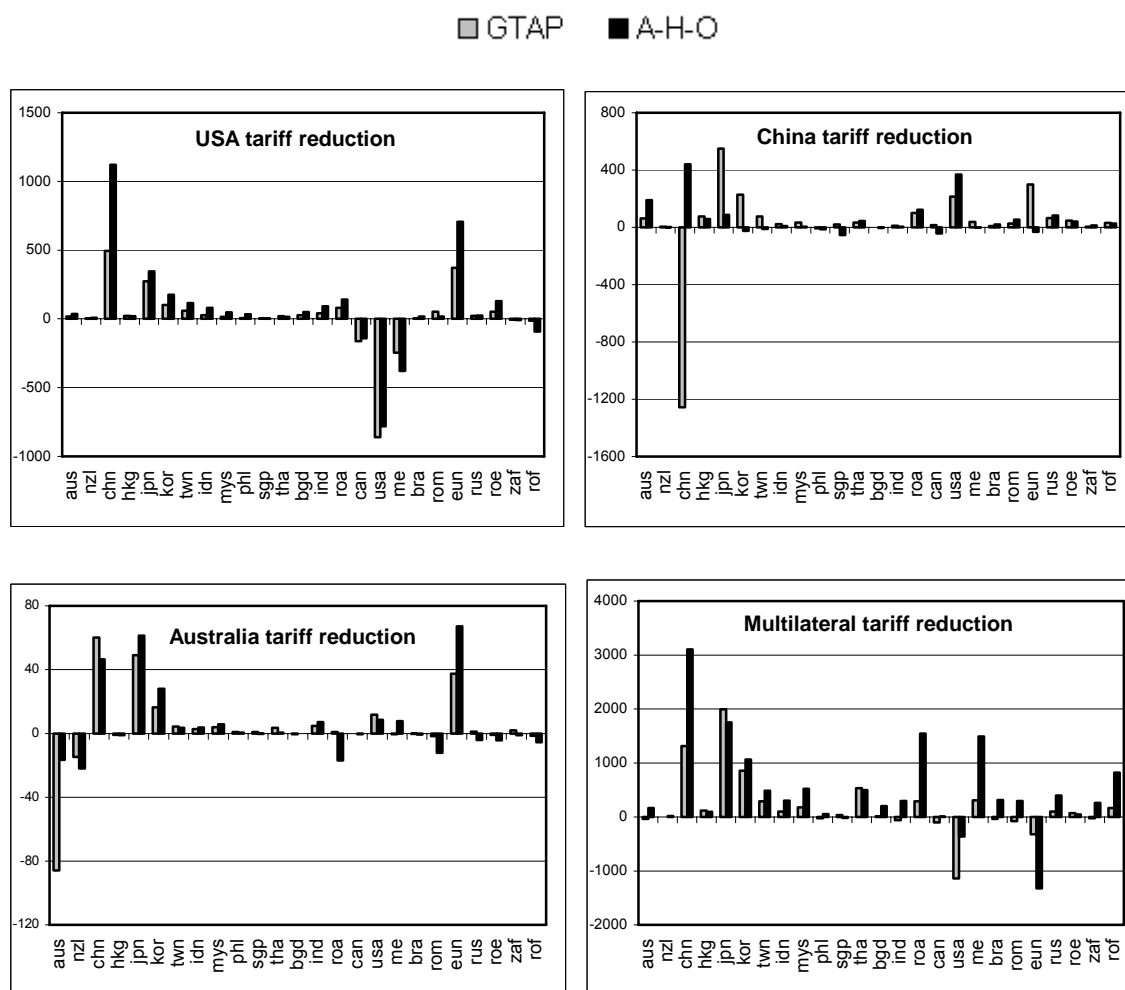 GTAP A-H-O
USA tariff reduction
1500
1000
500
0
-500
-1000
aus nzl chn hkg jpn kor twn idn mys phl sgp tha bgd ind roa can usa me bra rom eun rus roe zaf rof
China tariff reduction
800
400
0
-400
-800
-1200
-1600
aus nzl chn hkg jpn kor twn idn mys phl sgp tha bgd ind roa can usa me bra rom eun rus roe zaf rof
Australia tariff reduction
80
40
0
-40
-80
-120
aus nzl chn hkg jpn kor twn idn mys phl sgp tha bgd ind roa can usa me bra rom eun rus roe zaf rof
Multilateral tariff reduction
4000
3000
2000
1000
0
-1000
-2000
aus nzl chn hkg jpn kor twn idn mys phl sgp tha bgd ind roa can usa me bra rom eun rus roe zaf rof